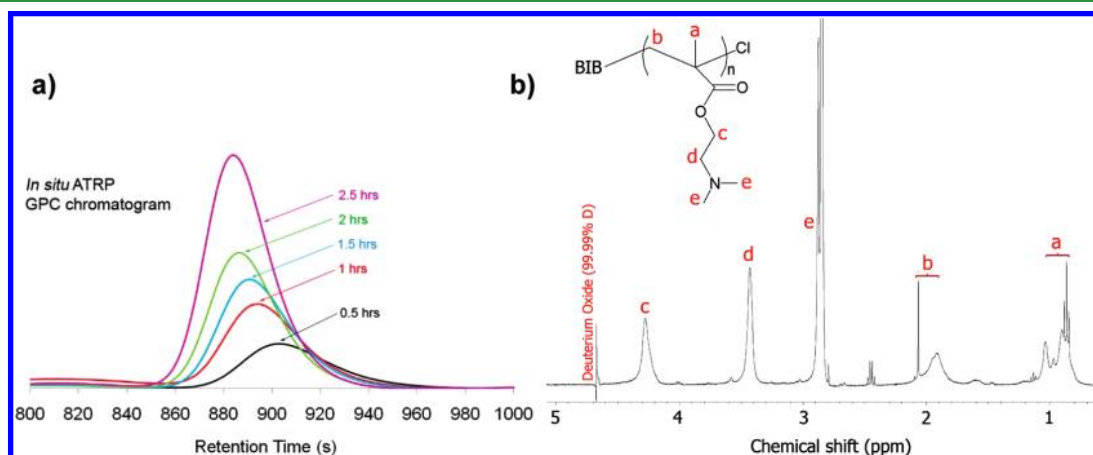 a)
In situ ATRP
GPC chromatogram
2.5 hrs
2 hrs
1.5 hrs
1 hrs
0.5 hrs
800 820 840 860 880 900 920 940 960 980 1000
Retention Time (s)
b)
BIB
b
a
Cl
n
O
O
c
d
N
e
e
Deuterium Oxide (99.99% D)
c
d
e
b
a
5 4 3 2 1
Chemical shift (ppm)